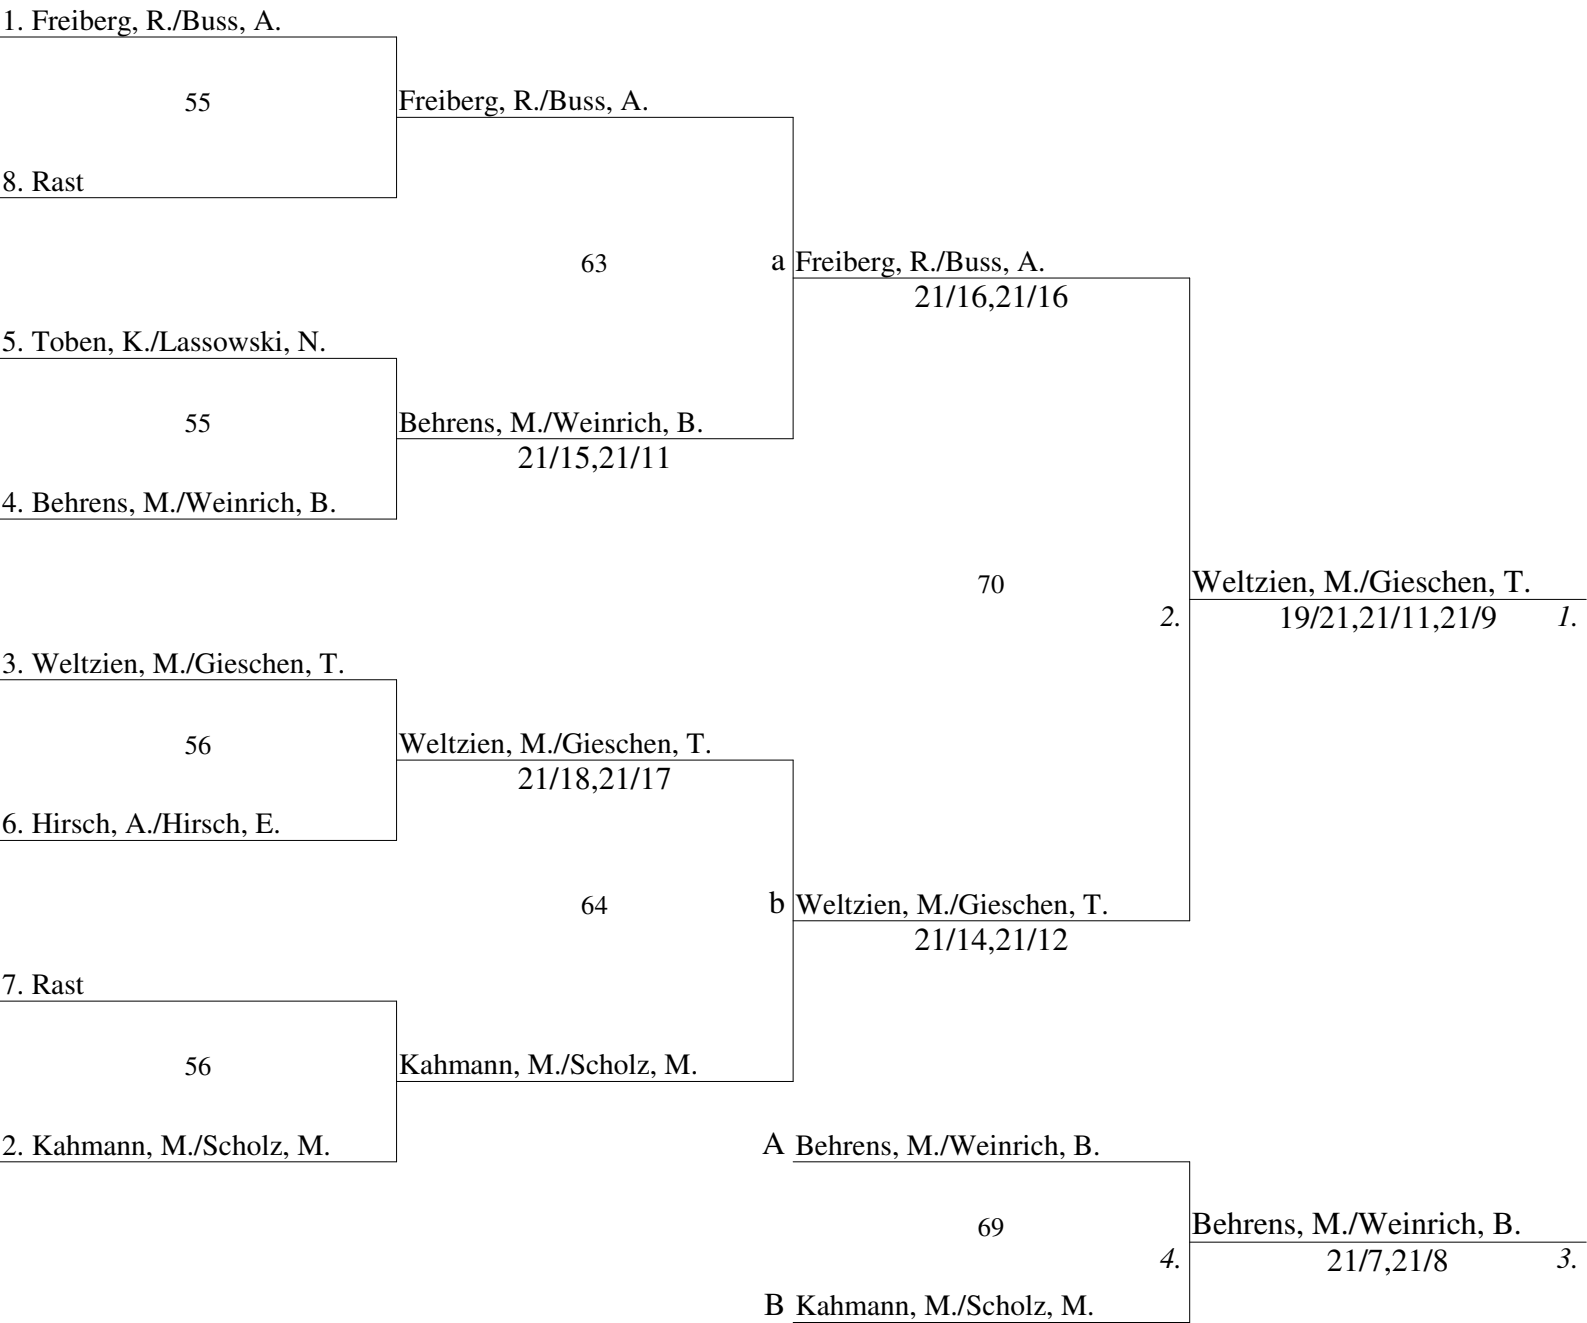 1. Freiberg, R./Buss, A.
55
Freiberg, R./Buss, A.
8. Rast
63
a Freiberg, R./Buss, A.
21/16,21/16
5. Toben, K./Lassowski, N.
55
Behrens, M./Weinrich, B.
21/15,21/11
4. Behrens, M./Weinrich, B.
70
Weltzien, M./Gieschen, T.
2.
19/21,21/11,21/9
1.
3. Weltzien, M./Gieschen, T.
56
Weltzien, M./Gieschen, T.
21/18,21/17
6. Hirsch, A./Hirsch, E.
64
b Weltzien, M./Gieschen, T.
21/14,21/12
7. Rast
56
Kahmann, M./Scholz, M.
2. Kahmann, M./Scholz, M.
A Behrens, M./Weinrich, B.
69
Behrens, M./Weinrich, B.
4.
21/7,21/8
3.
B Kahmann, M./Scholz, M.